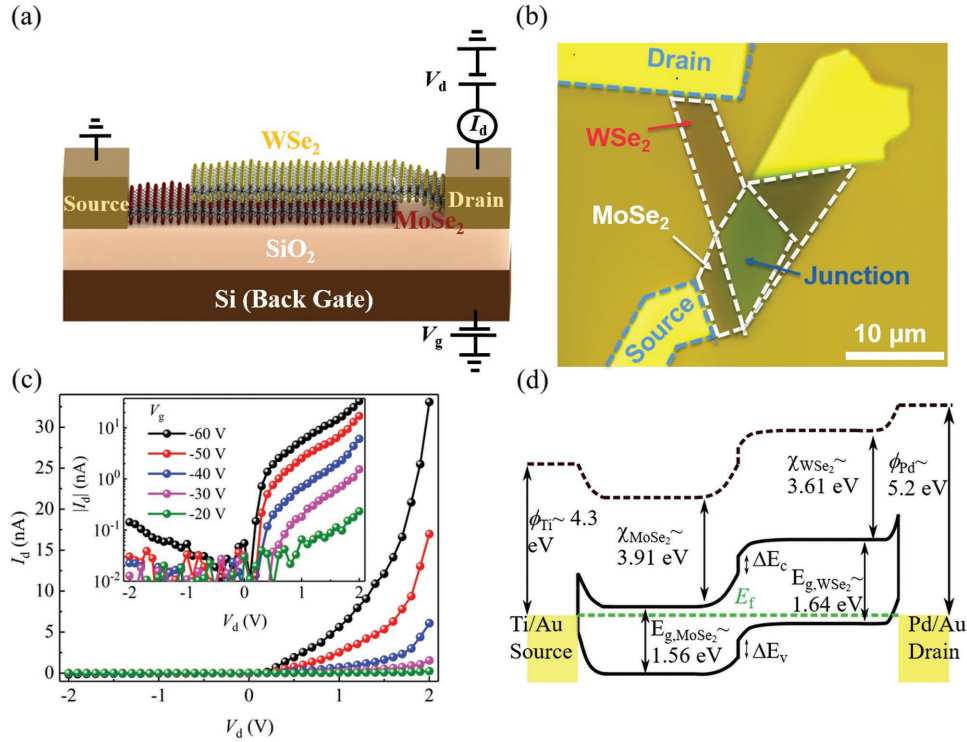 (a)
V_d
I_d
WSe₂
Source
MoSe₂
Drain
SiO₂
Si (Back Gate)
V_g
(b)
Drain
WSe₂
MoSe₂
Junction
Source
10 μm
(c)
I_d (nA)
30
25
20
15
10
5
0
-2
-1
0
1
2
V_d (V)
|I_d| (nA)
10¹
10⁰
10⁻¹
10⁻²
-2
-1
0
1
2
V_d (V)
V_g
-60 V
-50 V
-40 V
-30 V
-20 V
(d)
ϕ_Ti~ 4.3
eV
χ_MoSe₂~
3.91 eV
χ_WSe₂~
3.61 eV
ϕ_Pd~
5.2 eV
ΔE_c
E_f
E_g,WSe₂~
1.64 eV
Ti/Au
Source
E_g,MoSe₂~
1.56 eV
ΔE_v
Pd/Au
Drain